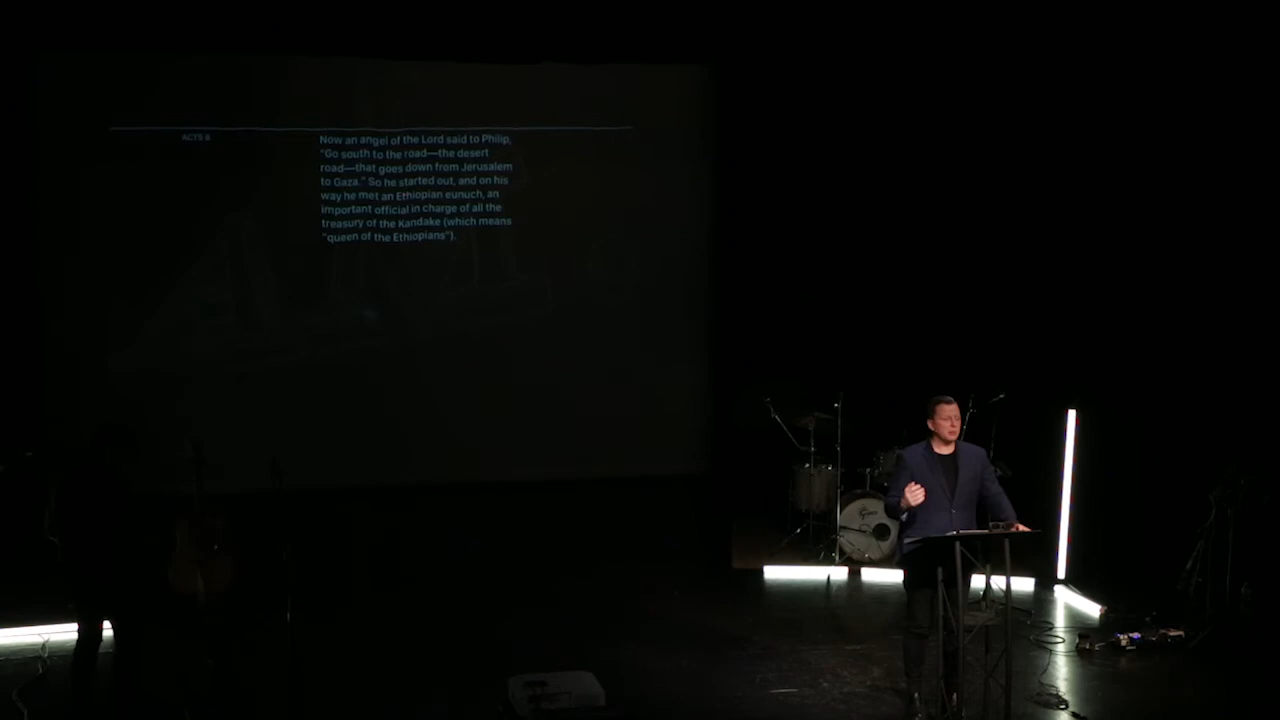 ACTS 8
Now an angel of the Lord said to Philip,
"Go south to the road—the desert
road—that goes down from Jerusalem
to Gaza." So he started out, and on his
way he met an Ethiopian eunuch, an
important official in charge of all the
treasury of the Kandake (which means
"queen of the Ethiopians").